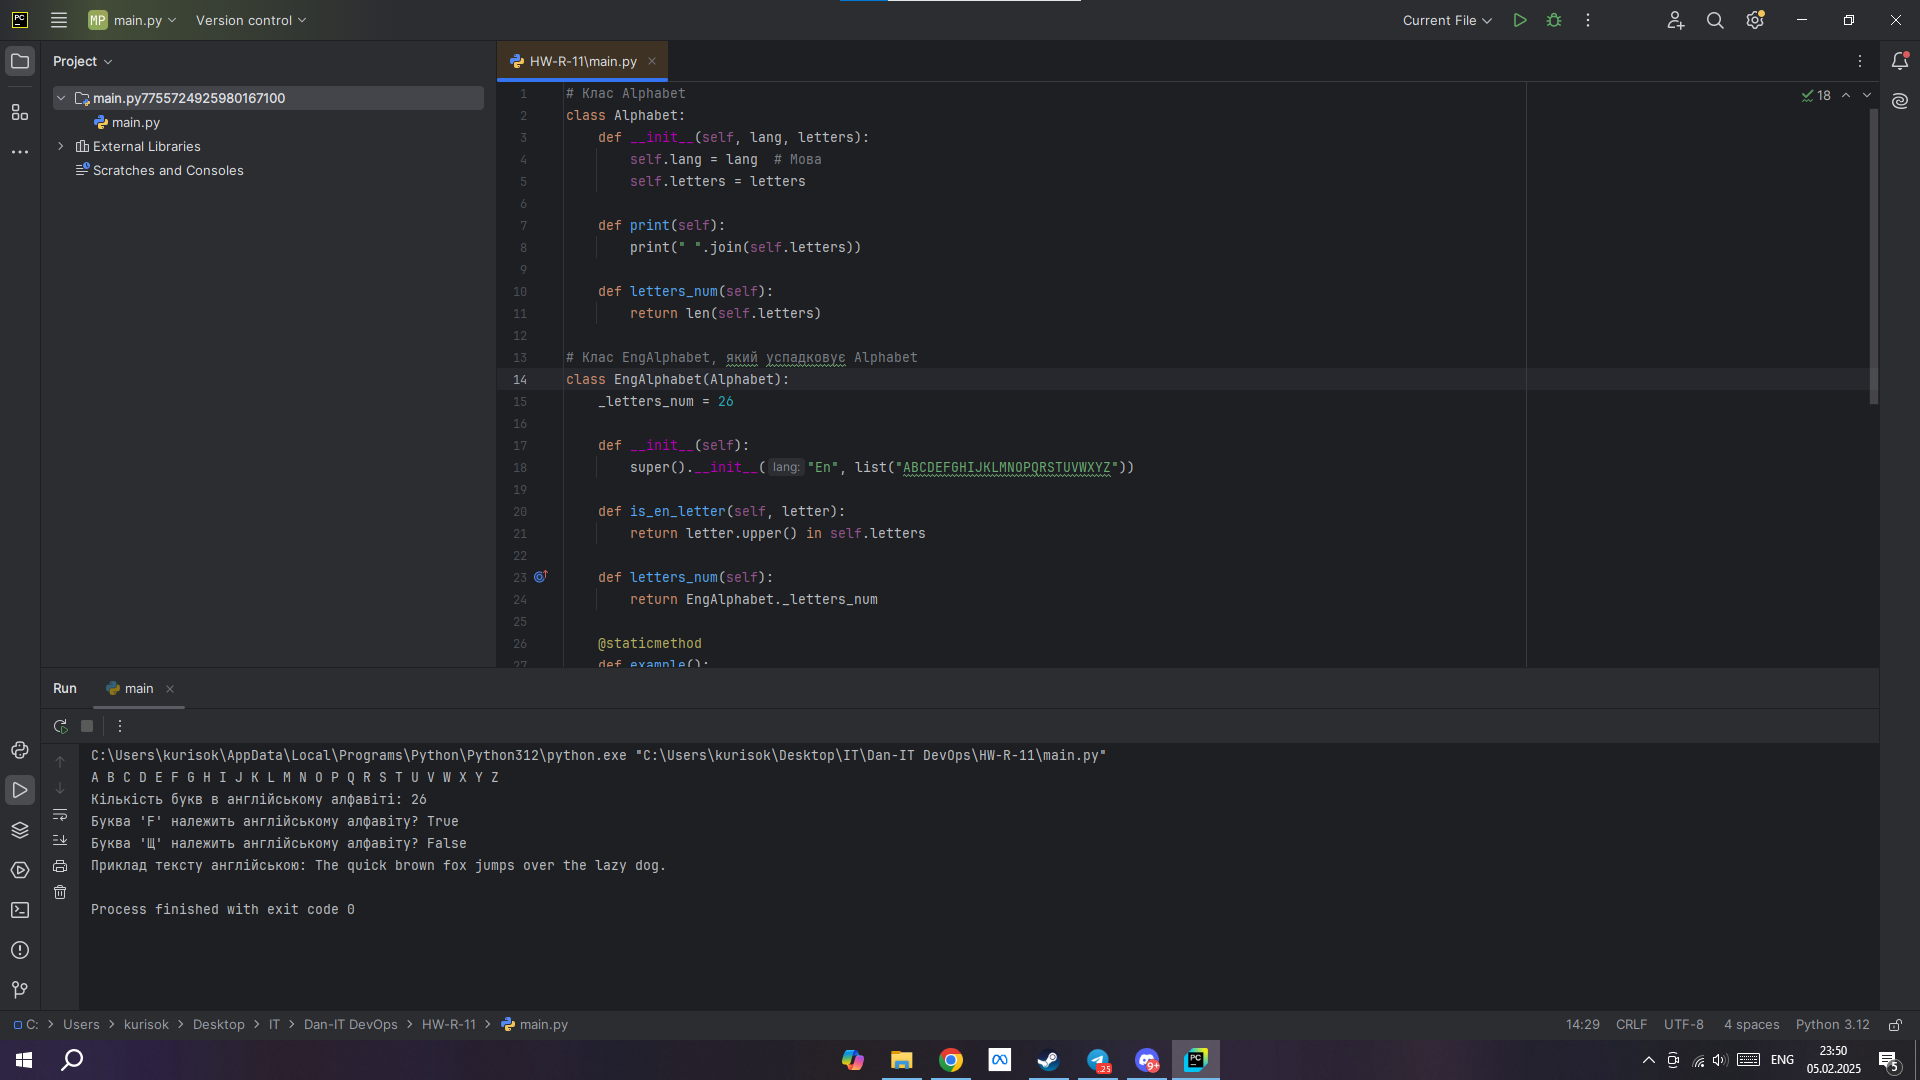 PC
MP main.py
Version control
Current File
Project
main.py7755724925980167100
main.py
External Libraries
Scratches and Consoles
HW-R-11\main.py
18
1 # Клас Alphabet
2 class Alphabet:
3 def __init__(self, lang, letters):
4 self.lang = lang # Мова
5 self.letters = letters
6
7 def print(self):
8 print(" ".join(self.letters))
9
10 def letters_num(self):
11 return len(self.letters)
12
13 # Клас EngAlphabet, який успадковує Alphabet
14 class EngAlphabet(Alphabet):
15 _letters_num = 26
16
17 def __init__(self):
18 super().__init__( lang: "En", list("ABCDEFGHIJKLMNOPQRSTUVWXYZ"))
19
20 def is_en_letter(self, letter):
21 return letter.upper() in self.letters
22
23 def letters_num(self):
24 return EngAlphabet._letters_num
25
26 @staticmethod
27 def example():
Run
main
C:\Users\kurisok\AppData\Local\Programs\Python\Python312\python.exe "C:\Users\kurisok\Desktop\IT\Dan-IT DevOps\HW-R-11\main.py"
A B C D E F G H I J K L M N O P Q R S T U V W X Y Z
Кількість букв в англійському алфавіті: 26
Буква 'F' належить англійському алфавіту? True
Буква 'Щ' належить англійському алфавіту? False
Приклад тексту англійською: The quick brown fox jumps over the lazy dog.
Process finished with exit code 0
C: > Users > kurisok > Desktop > IT > Dan-IT DevOps > HW-R-11 > main.py
14:29 CRLF UTF-8 4 spaces Python 3.12
25
9+
PC
ENG
23:50
05.02.2025
5